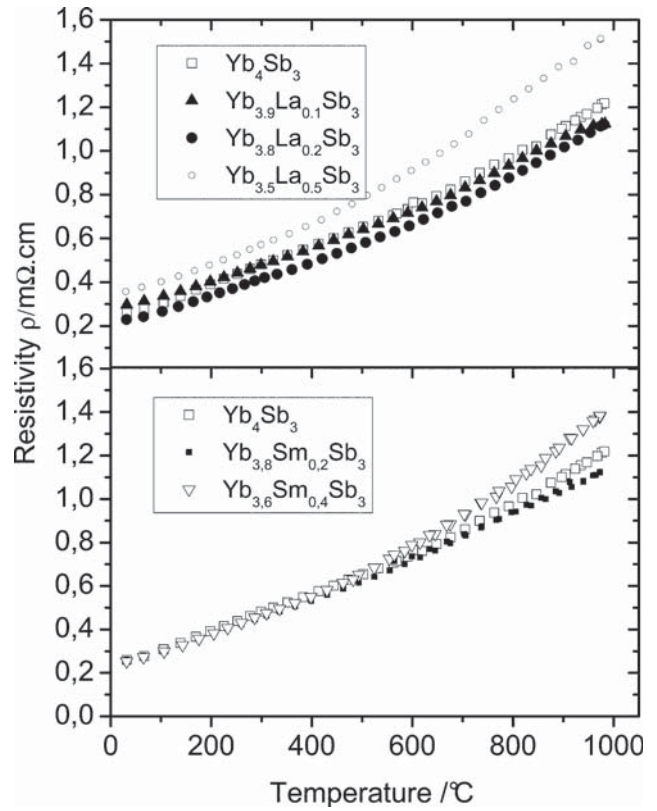 1,6
1,4
1,2
1,0
0,8
0,6
0,4
0,2
Yb4Sb3
Yb3.9La0.1Sb3
Yb3.8La0.2Sb3
Yb3.5La0.5Sb3
Resistivity ρ/mΩ.cm
1,6
1,4
1,2
1,0
0,8
0,6
0,4
0,2
0,0
Yb4Sb3
Yb3,8Sm0,2Sb3
Yb3,6Sm0,4Sb3
0 200 400 600 800 1000
Temperature /°C